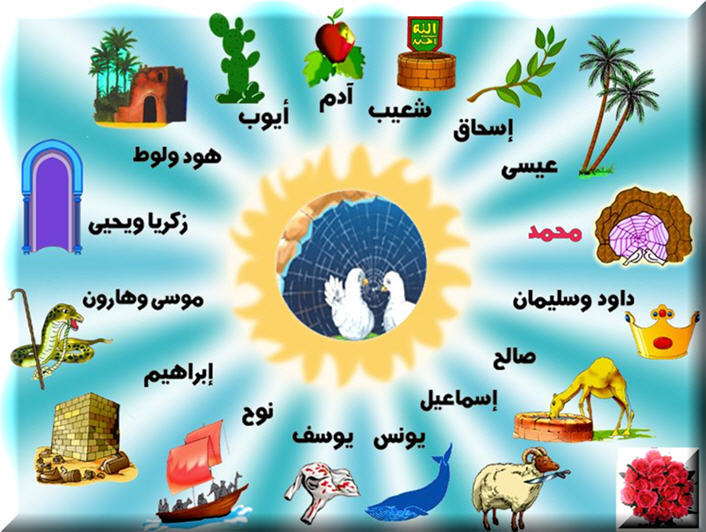 آدم
شعيب
إسحاق
عيسى
محمد
داود وسليمان
صالح
إسماعيل
يونس
يوسف
نوح
إبراهيم
موسى وهارون
زكريا ويحيى
هود ولوط
أيوب
الله